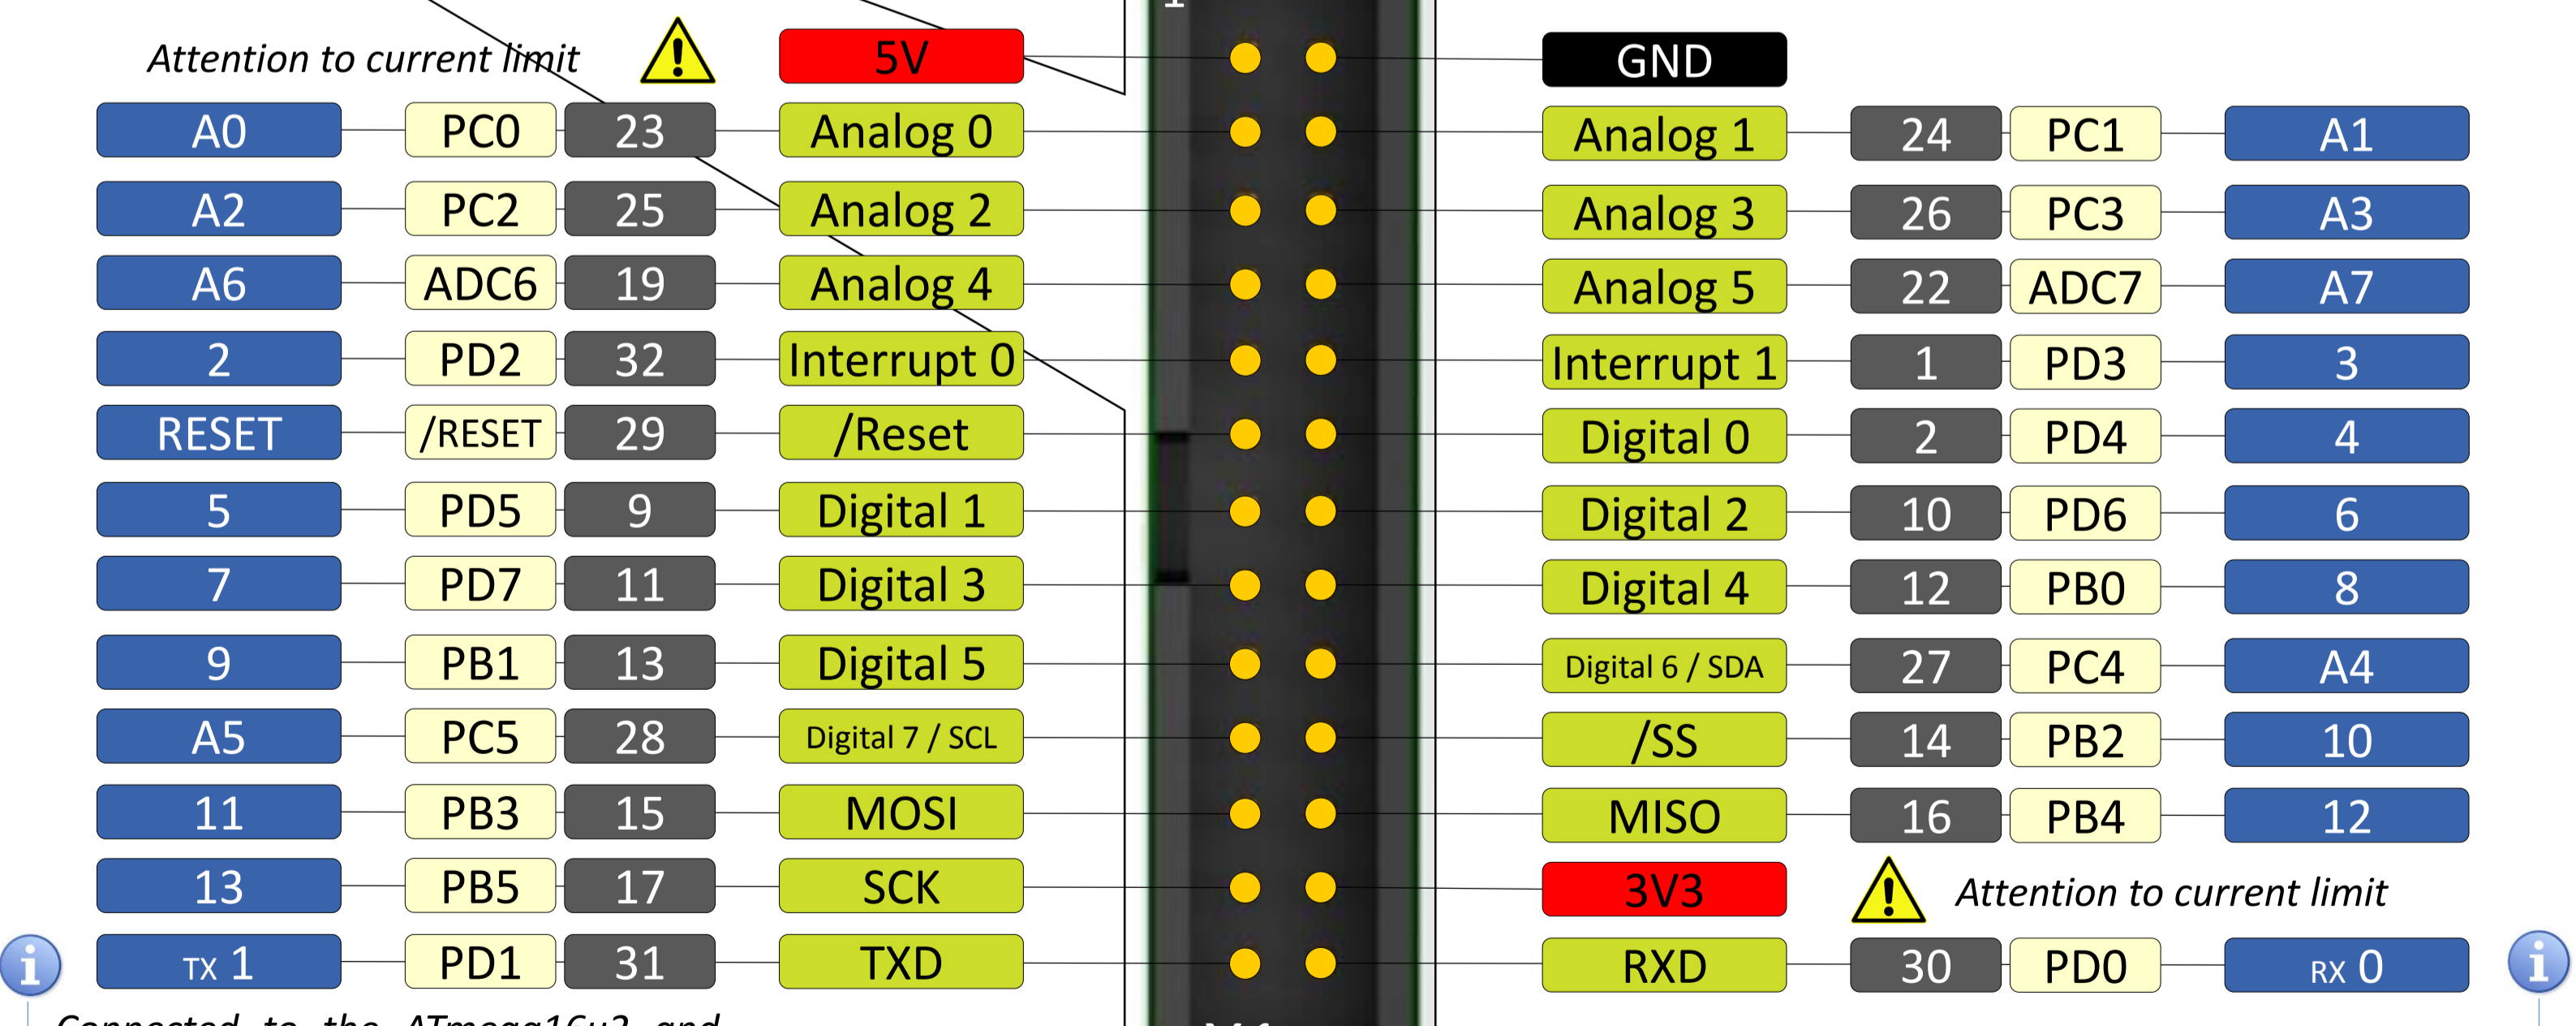 Attention to current limit 5V GND
A0 PC0 23 Analog 0 Analog 1 24 PC1 A1
A2 PC2 25 Analog 2 Analog 3 26 PC3 A3
A6 ADC6 19 Analog 4 Analog 5 22 ADC7 A7
2 PD2 32 Interrupt 0 Interrupt 1 1 PD3 3
RESET /RESET 29 /Reset Digital 0 2 PD4 4
5 PD5 9 Digital 1 Digital 2 10 PD6 6
7 PD7 11 Digital 3 Digital 4 12 PB0 8
9 PB1 13 Digital 5 Digital 6 / SDA 27 PC4 A4
A5 PC5 28 Digital 7 / SCL /SS 14 PB2 10
11 PB3 15 MOSI MISO 16 PB4 12
13 PB5 17 SCK 3V3 Attention to current limit
TX 1 PD1 31 TXD RXD 30 PD0 RX 0
Connected to the ATmega16u2 and